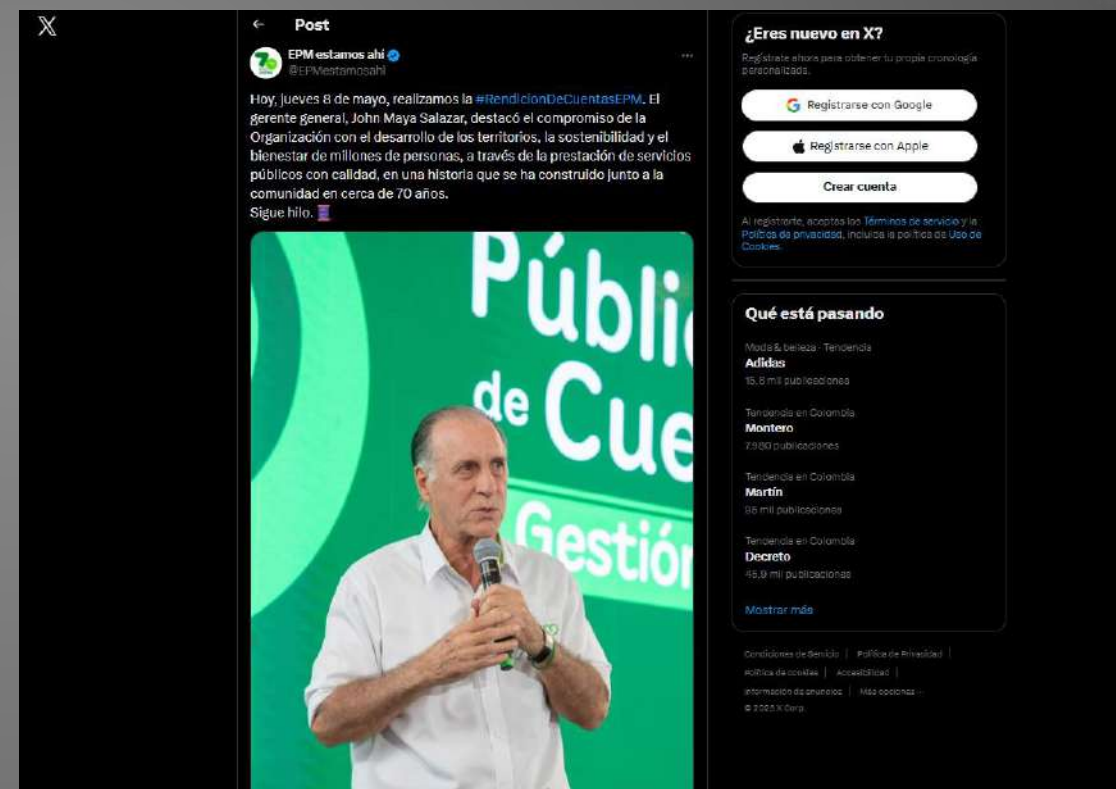 Post
EPM estamos ahí
@EPMestamosahi
Hoy, jueves 8 de mayo, realizamos la #RendicionDeCuentasEPM. El
gerente general, John Maya Salazar, destacó el compromiso de la
Organización con el desarrollo de los territorios, la sostenibilidad y el
bienestar de millones de personas, a través de la prestación de servicios
públicos con calidad, en una historia que se ha construido junto a la
comunidad en cerca de 70 años.
Sigue hilo.
Públi
de Cue
Gestión
¿Eres nuevo en X?
Regístrate ahora para obtener tu propia cronología
personalizada.
Registrarse con Google
Registrarse con Apple
Crear cuenta
Al registrarte, aceptas los Términos de servicio y la
Política de privacidad, incluida la política de Uso de
Cookies.
Qué está pasando
Moda & belleza · Tendencia
Adidas
15,8 mil publicaciones
Tendencia en Colombia
Montero
7.980 publicaciones
Tendencia en Colombia
Martín
mil publicaciones
Tendencia en Colombia
Decreto
mil publicaciones
Mostrar más
Condiciones de Servicio | Política de Privacidad |
Política de cookies | Accesibilidad |
Información de anuncios | Más opciones ···
© 2025 X Corp.